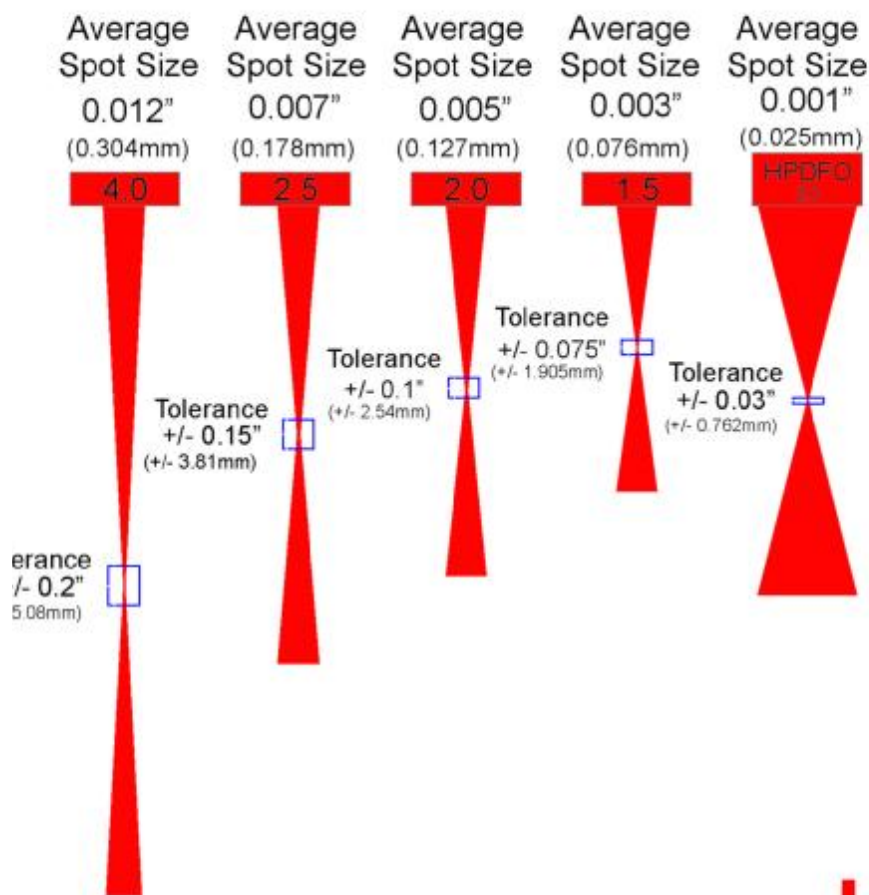 Average
Spot Size
0.012”
(0.304mm)
4.0
erance
/- 0.2”
5.08mm)
Average
Spot Size
0.007”
(0.178mm)
2.5
Tolerance
+/- 0.15”
(+/- 3.81mm)
Average
Spot Size
0.005”
(0.127mm)
2.0
Tolerance
+/- 0.1”
(+/- 2.54mm)
Average
Spot Size
0.003”
(0.076mm)
1.5
Tolerance
+/- 0.075”
(+/- 1.905mm)
Average
Spot Size
0.001”
(0.025mm)
HPDFO
Tolerance
+/- 0.03”
(+/- 0.762mm)